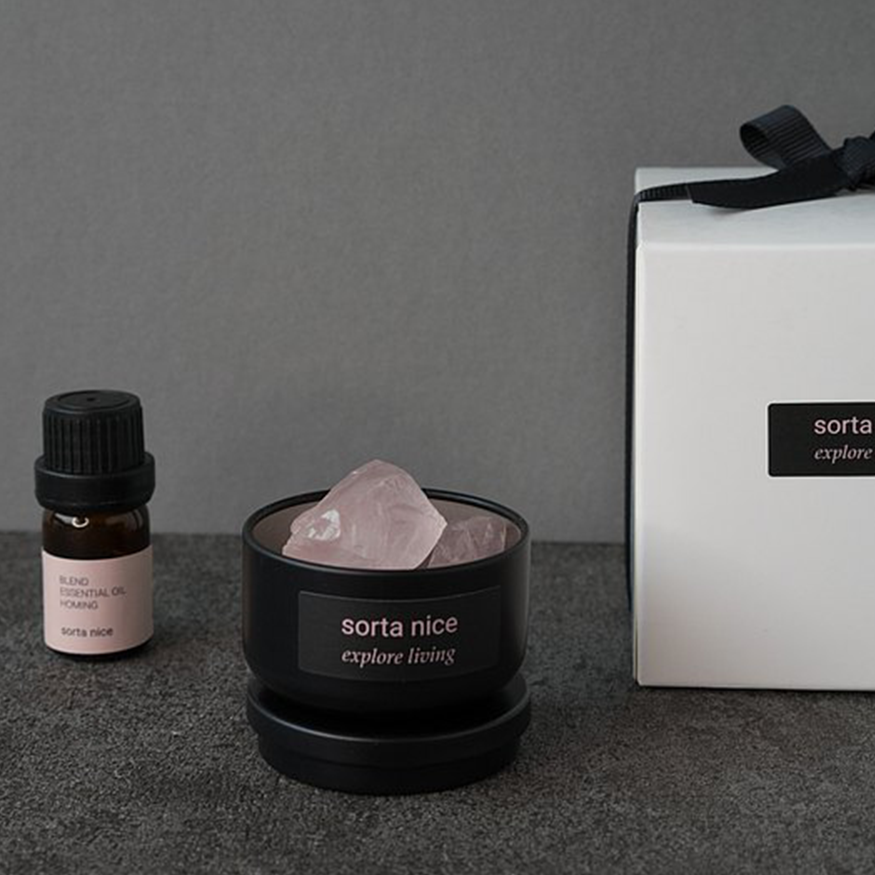 BLEND
ESSENTIAL OIL
HOMING
sorta nice
sorta nice
explore living
sorta
explore